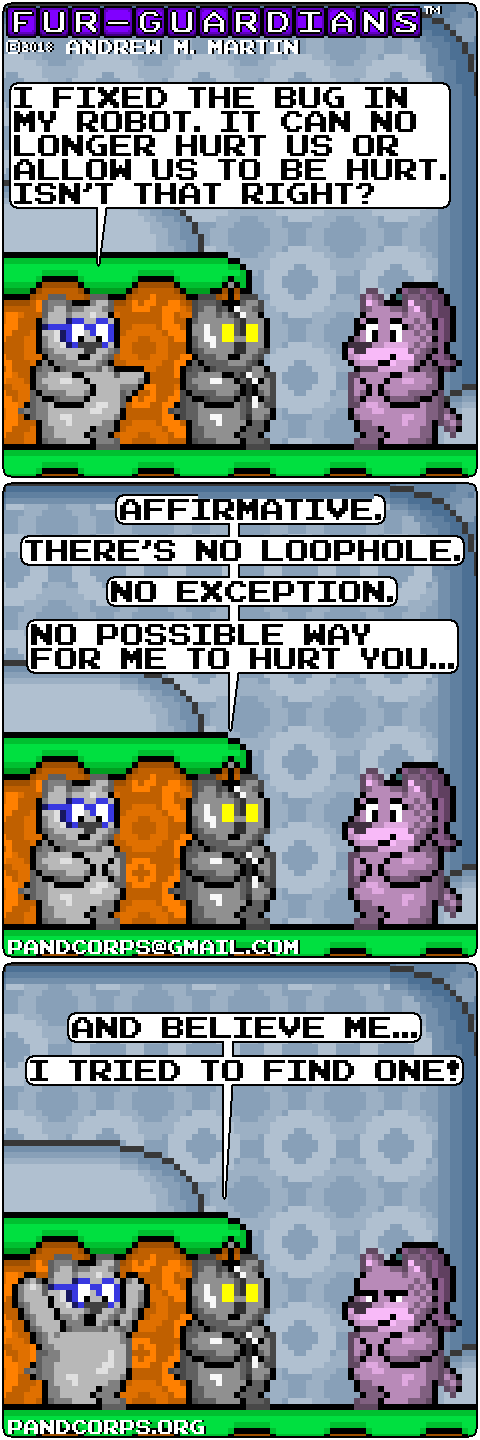 FUR-GUARDIANS™
©2018 ANDREW M. MARTIN
I FIXED THE BUG IN
MY ROBOT. IT CAN NO
LONGER HURT US OR
ALLOW US TO BE HURT.
ISN'T THAT RIGHT?
AFFIRMATIVE.
THERE'S NO LOOPHOLE.
NO EXCEPTION.
NO POSSIBLE WAY
FOR ME TO HURT YOU...
PANDCORPS@GMAIL.COM
AND BELIEVE ME...
I TRIED TO FIND ONE!
PANDCORPS.ORG